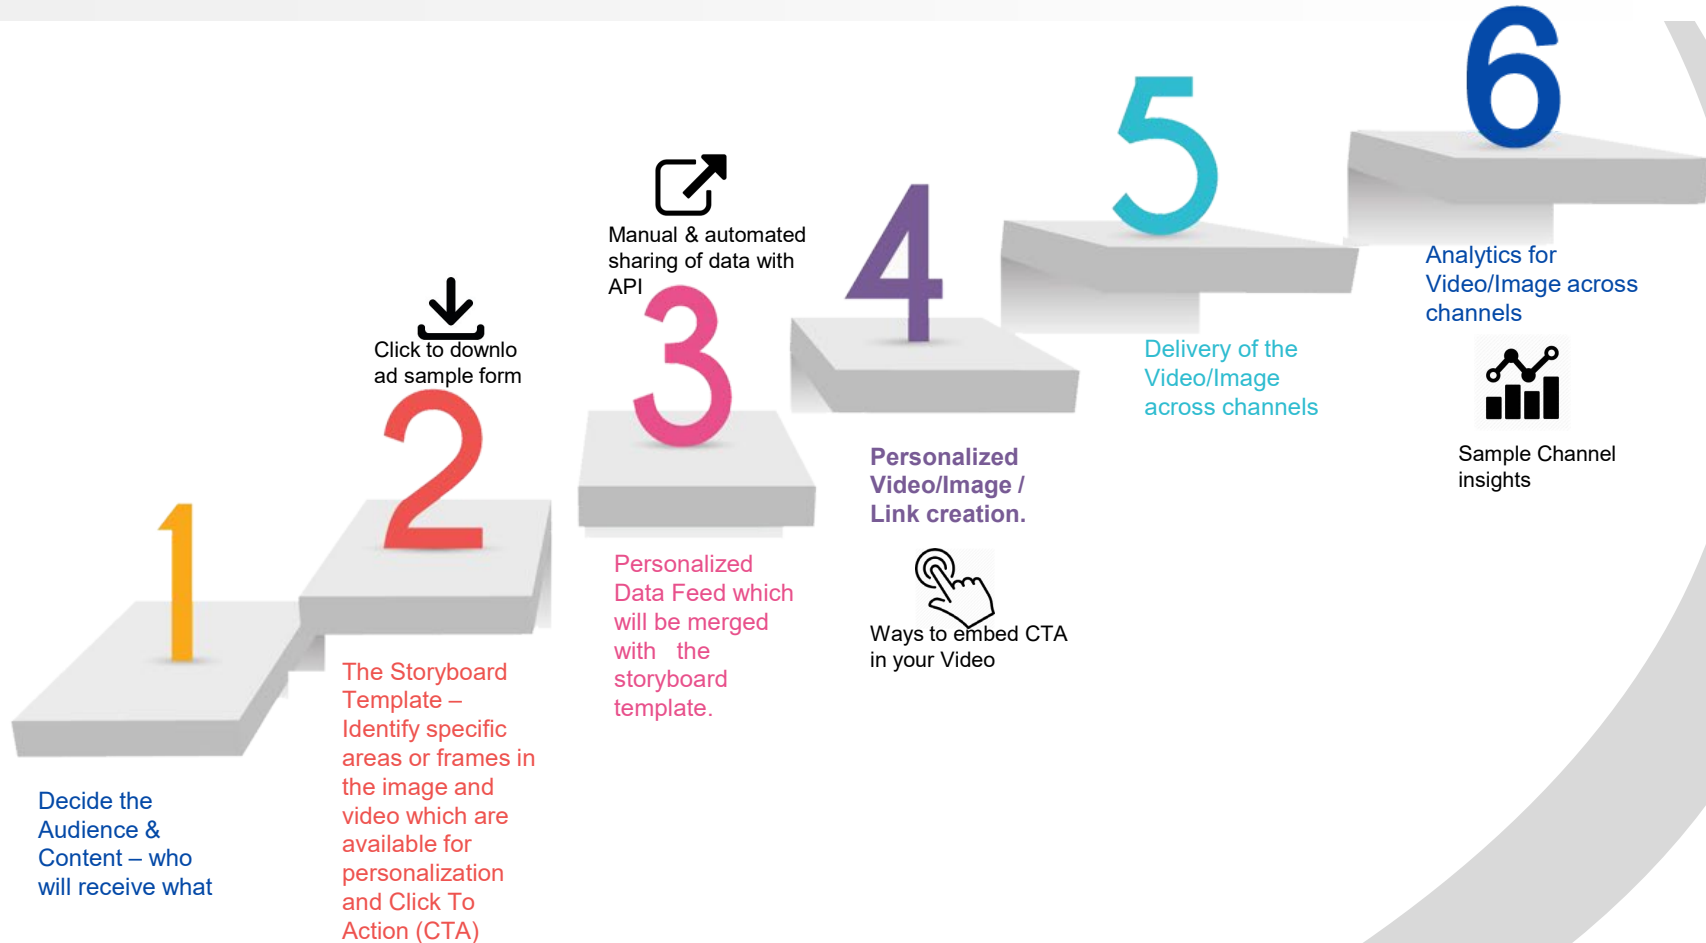 1
Decide the
Audience &
Content – who
will receive what
Click to downlo
ad sample form
2
The Storyboard
Template –
Identify specific
areas or frames in
the image and
video which are
available for
personalization
and Click To
Action (CTA)
Manual & automated
sharing of data with
API
3
Personalized
Data Feed which
will be merged
with the
storyboard
template.
4
Personalized
Video/Image /
Link creation.
Ways to embed CTA
in your Video
5
Delivery of the
Video/Image
across channels
6
Analytics for
Video/Image across
channels
Sample Channel
insights